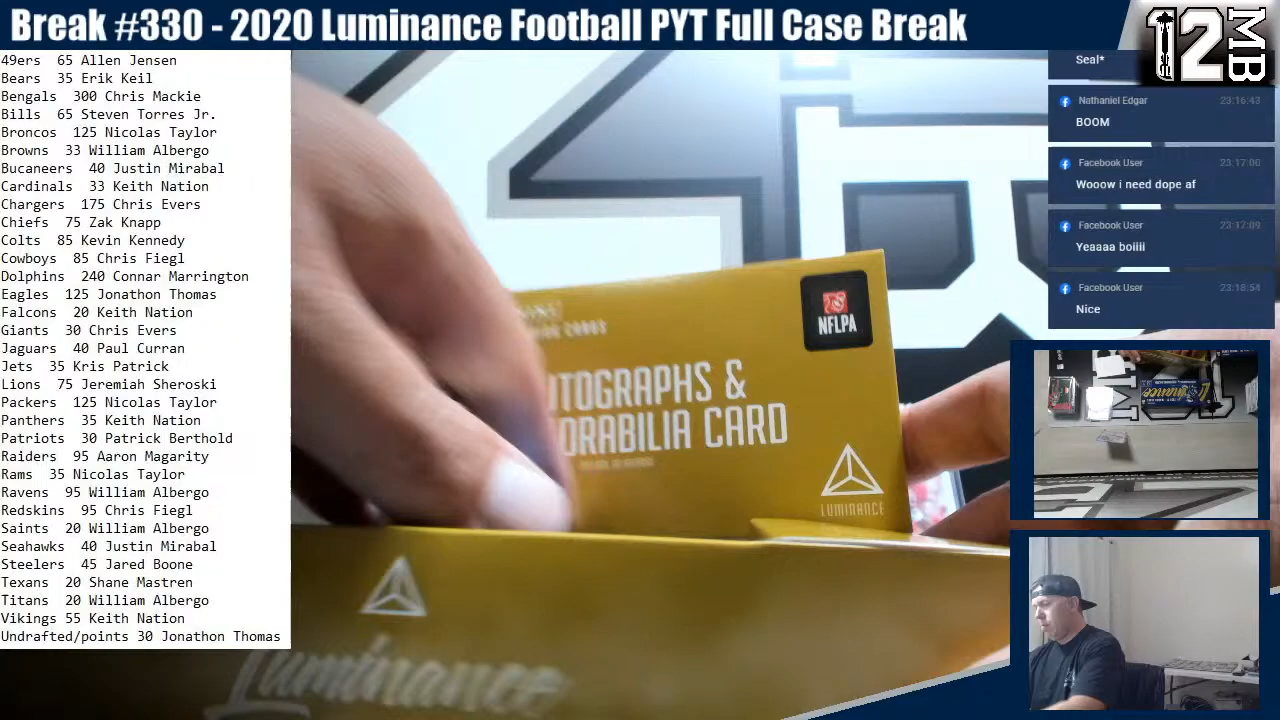 Break #330 - 2020 Luminance Football PYT Full Case Break
12
MB
49ers 65 Allen Jensen
Bears 35 Erik Keil
Bengals 300 Chris Mackie
Bills 65 Steven Torres Jr.
Broncos 125 Nicolas Taylor
Browns 33 William Albergo
Bucaneers 40 Justin Mirabal
Cardinals 33 Keith Nation
Chargers 175 Chris Evers
Chiefs 75 Zak Knapp
Colts 85 Kevin Kennedy
Cowboys 85 Chris Fiegl
Dolphins 240 Connar Marrington
Eagles 125 Jonathon Thomas
Falcons 20 Keith Nation
Giants 30 Chris Evers
Jaguars 40 Paul Curran
Jets 35 Kris Patrick
Lions 75 Jeremiah Sheroski
Packers 125 Nicolas Taylor
Panthers 35 Keith Nation
Patriots 30 Patrick Berthold
Raiders 95 Aaron Magarity
Rams 35 Nicolas Taylor
Ravens 95 William Albergo
Redskins 95 Chris Fiegl
Saints 20 William Albergo
Seahawks 40 Justin Mirabal
Steelers 45 Jared Boone
Texans 20 Shane Mastren
Titans 20 William Albergo
Vikings 55 Keith Nation
Undrafted/points 30 Jonathon Thomas
NFLPA
TOGRAPHS &
ORABILIA CARD
LUMINANCE
Luminance
Seal*
Nathaniel Edgar 23:16:43
BOOM
Facebook User 23:17:00
Wooow i need dope af
Facebook User 23:17:09
Yeaaaa boiiii
Facebook User 23:18:54
Nice